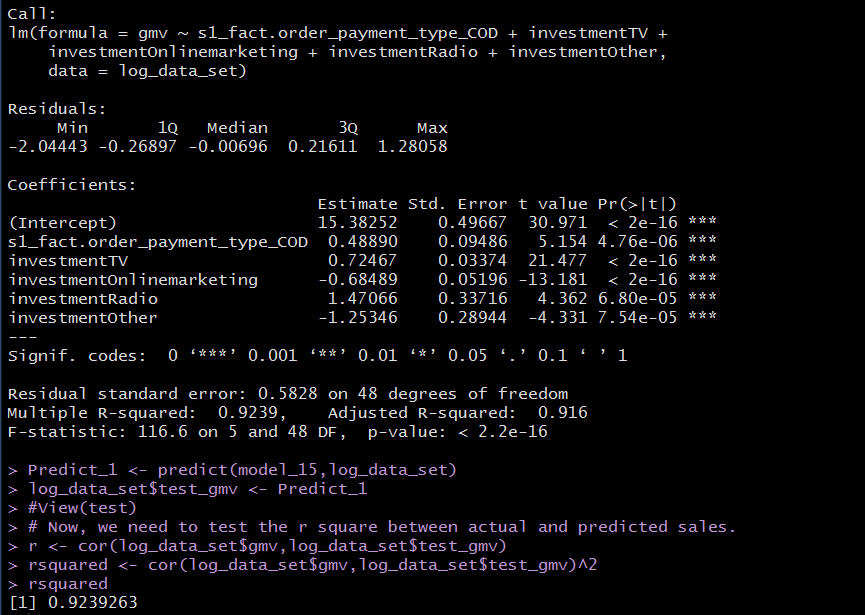 Call:
lm(formula = gmv ~ s1_fact.order_payment_type_COD + investmentTV +
    investmentOnlinemarketing + investmentRadio + investmentOther,
    data = log_data_set)

Residuals:
     Min       1Q   Median       3Q      Max
-2.04443 -0.26897 -0.00696  0.21611  1.28058

Coefficients:
                               Estimate Std. Error t value Pr(>|t|)
(Intercept)                    15.38252    0.49667  30.971  < 2e-16 ***
s1_fact.order_payment_type_COD  0.48890    0.09486   5.154 4.76e-06 ***
investmentTV                    0.72467    0.03374  21.477  < 2e-16 ***
investmentOnlinemarketing      -0.68489    0.05196 -13.181  < 2e-16 ***
investmentRadio                 1.47066    0.33716   4.362 6.80e-05 ***
investmentOther                -1.25346    0.28944  -4.331 7.54e-05 ***
---
Signif. codes:  0 ‘***’ 0.001 ‘**’ 0.01 ‘*’ 0.05 ‘.’ 0.1 ‘ ’ 1

Residual standard error: 0.5828 on 48 degrees of freedom
Multiple R-squared:  0.9239,    Adjusted R-squared:  0.916
F-statistic: 116.6 on 5 and 48 DF,  p-value: < 2.2e-16

> Predict_1 <- predict(model_15,log_data_set)
> log_data_set$test_gmv <- Predict_1
> #View(test)
> # Now, we need to test the r square between actual and predicted sales.
> r <- cor(log_data_set$gmv,log_data_set$test_gmv)
> rsquared <- cor(log_data_set$gmv,log_data_set$test_gmv)^2
> rsquared
[1] 0.9239263